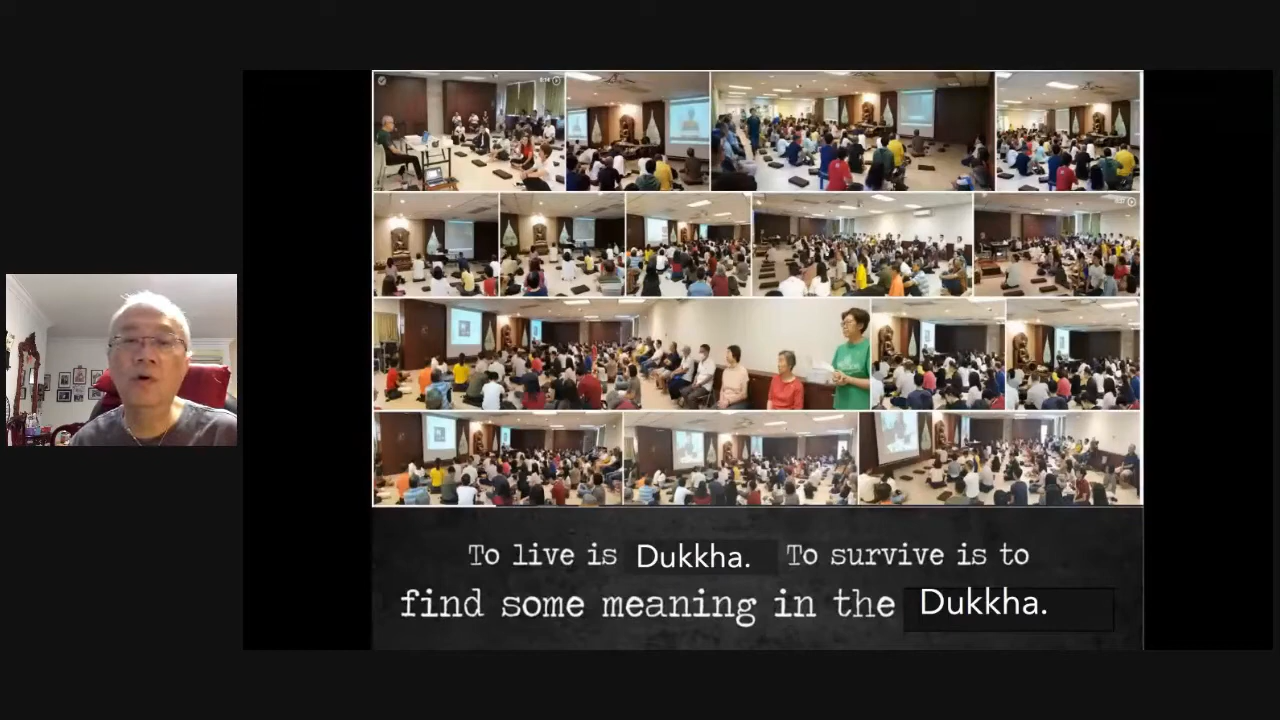 To live is Dukkha. To survive is to
find some meaning in the Dukkha.